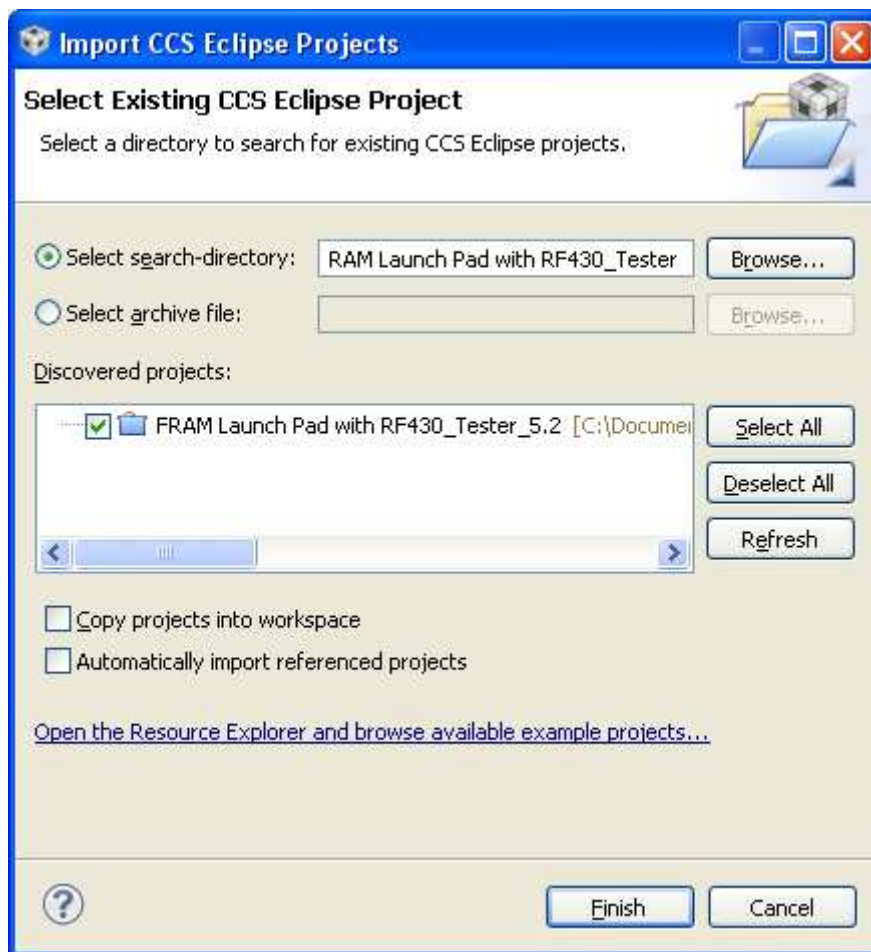 Import CCS Eclipse Projects
Select Existing CCS Eclipse Project
Select a directory to search for existing CCS Eclipse projects.
Select search-directory: RAM Launch Pad with RF430_Tester Browse...
Select archive file: Browse...
Discovered projects:
FRAM Launch Pad with RF430_Tester_5.2 [C:\Documen
Select All
Deselect All
Refresh
Copy projects into workspace
Automatically import referenced projects
Open the Resource Explorer and browse available example projects...
? Finish Cancel